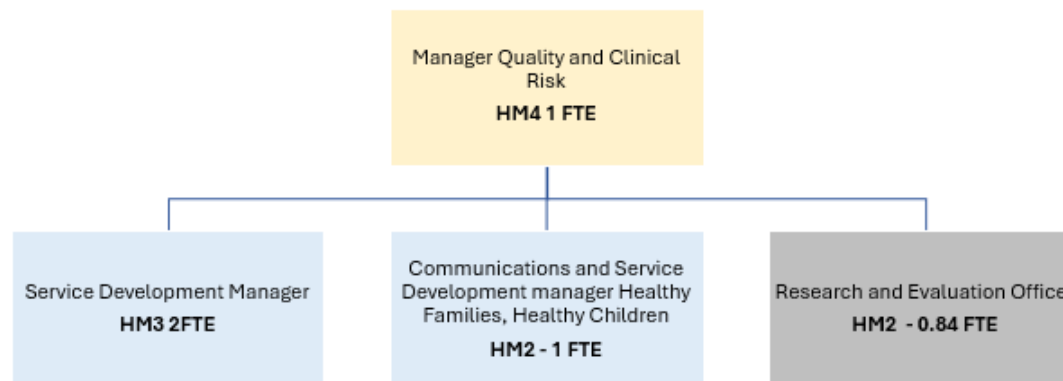 Manager Quality and Clinical
Risk
HM4 1 FTE
Service Development Manager
HM3 2FTE
Communications and Service
Development manager Healthy
Families, Healthy Children
HM2 - 1 FTE
Research and Evaluation Office
HM2 - 0.84 FTE